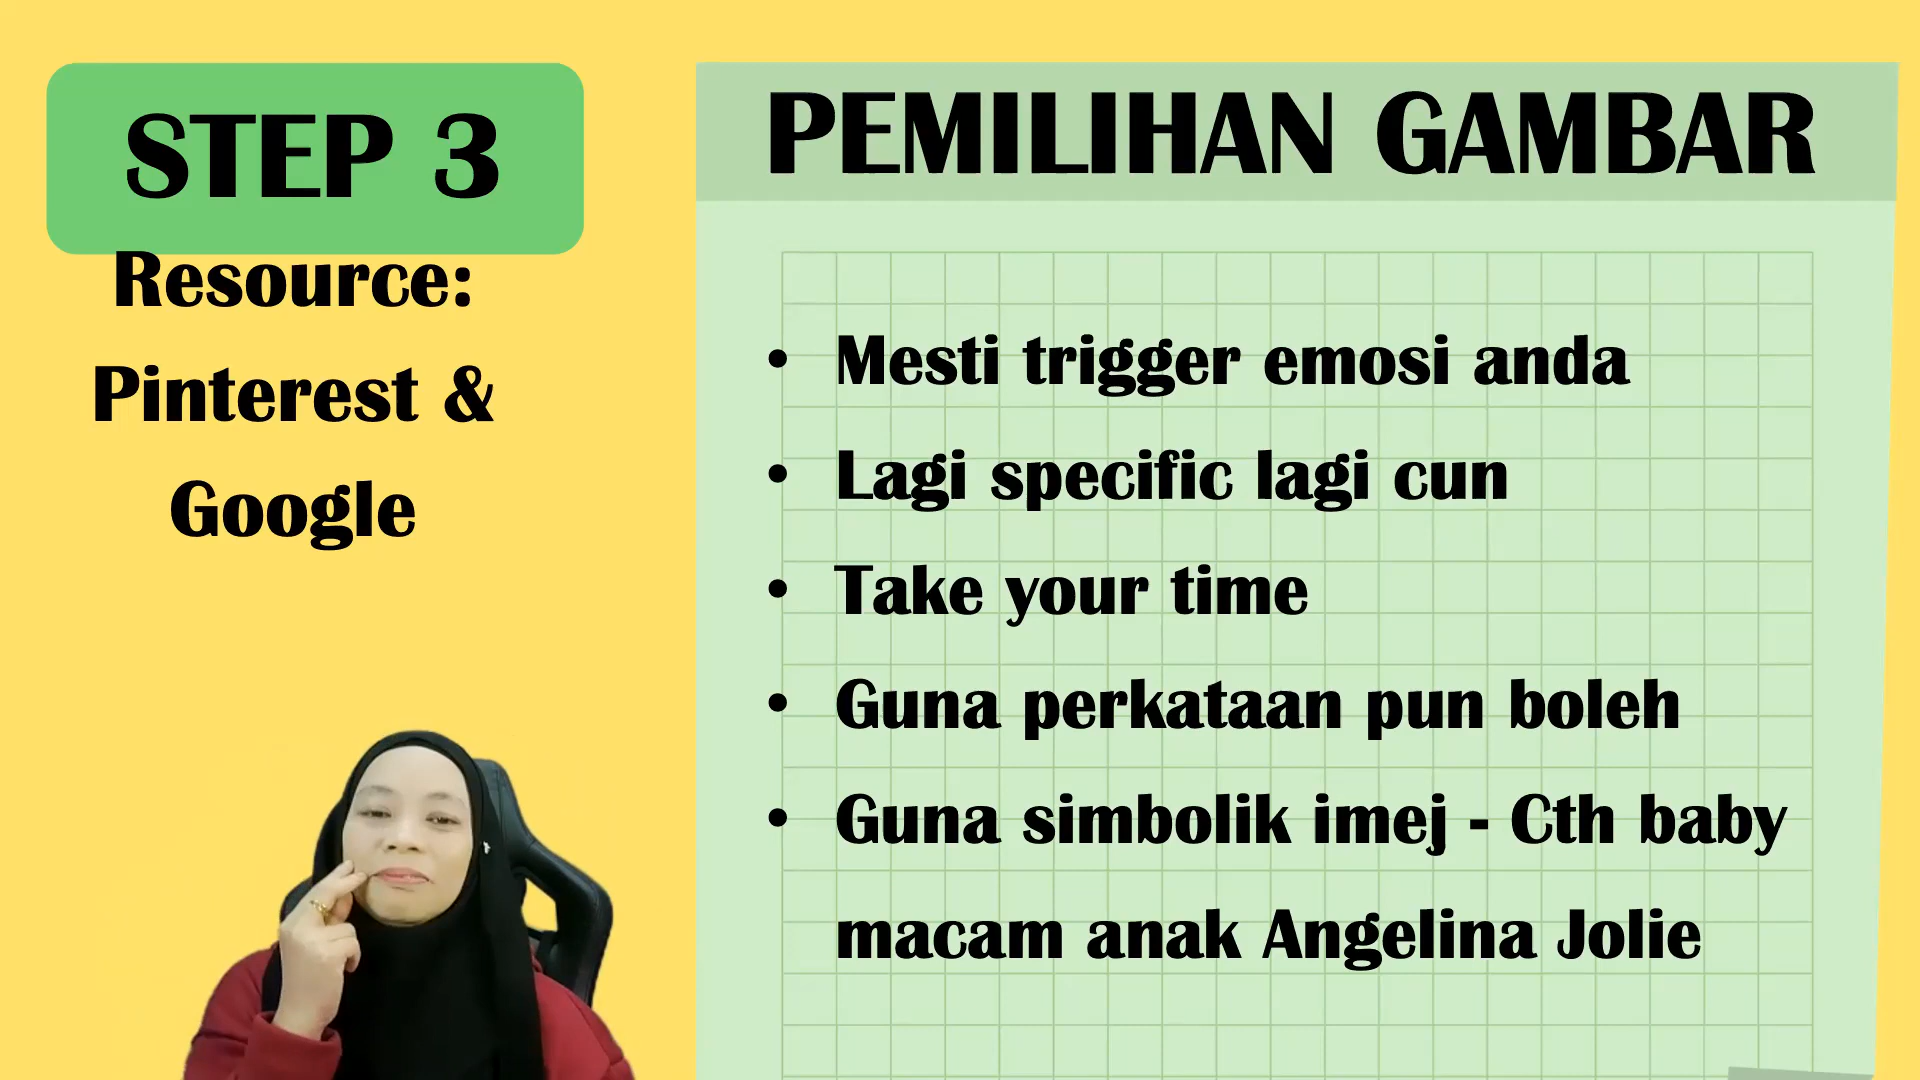 STEP 3
Resource:
Pinterest &
Google
PEMILIHAN GAMBAR
• Mesti trigger emosi anda
• Lagi specific lagi cun
• Take your time
• Guna perkataan pun boleh
• Guna simbolik imej - Cth baby
macam anak Angelina Jolie